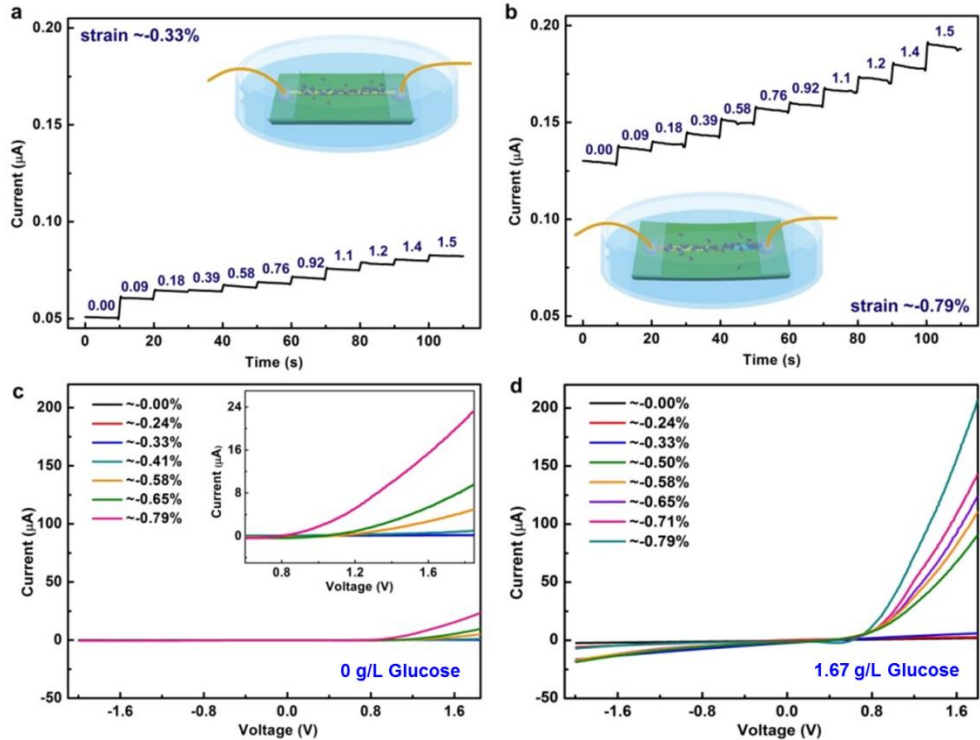 a
strain ~-0.33%
0.20
0.15
0.10
0.05
Current (μA)
0.00 0.09 0.18 0.39 0.58 0.76 0.92 1.1 1.2 1.4 1.5
0 20 40 60 80 100
Time (s)
b
0.20
0.15
0.10
0.05
Current (μA)
0.00 0.09 0.18 0.39 0.58 0.76 0.92 1.1 1.2 1.4 1.5
strain ~-0.79%
0 20 40 60 80 100
Time (s)
c
200
150
100
50
0
-50
Current (μA)
~-0.00%
~-0.24%
~-0.33%
~-0.41%
~-0.58%
~-0.65%
~-0.79%
24
16
8
0
Current (μA)
0.8 1.2 1.6
Voltage (V)
0 g/L Glucose
-1.6 -0.8 0.0 0.8 1.6
Voltage (V)
d
200
150
100
50
0
-50
Current (μA)
~-0.00%
~-0.24%
~-0.33%
~-0.50%
~-0.58%
~-0.65%
~-0.71%
~-0.79%
1.67 g/L Glucose
-1.6 -0.8 0.0 0.8 1.6
Voltage (V)